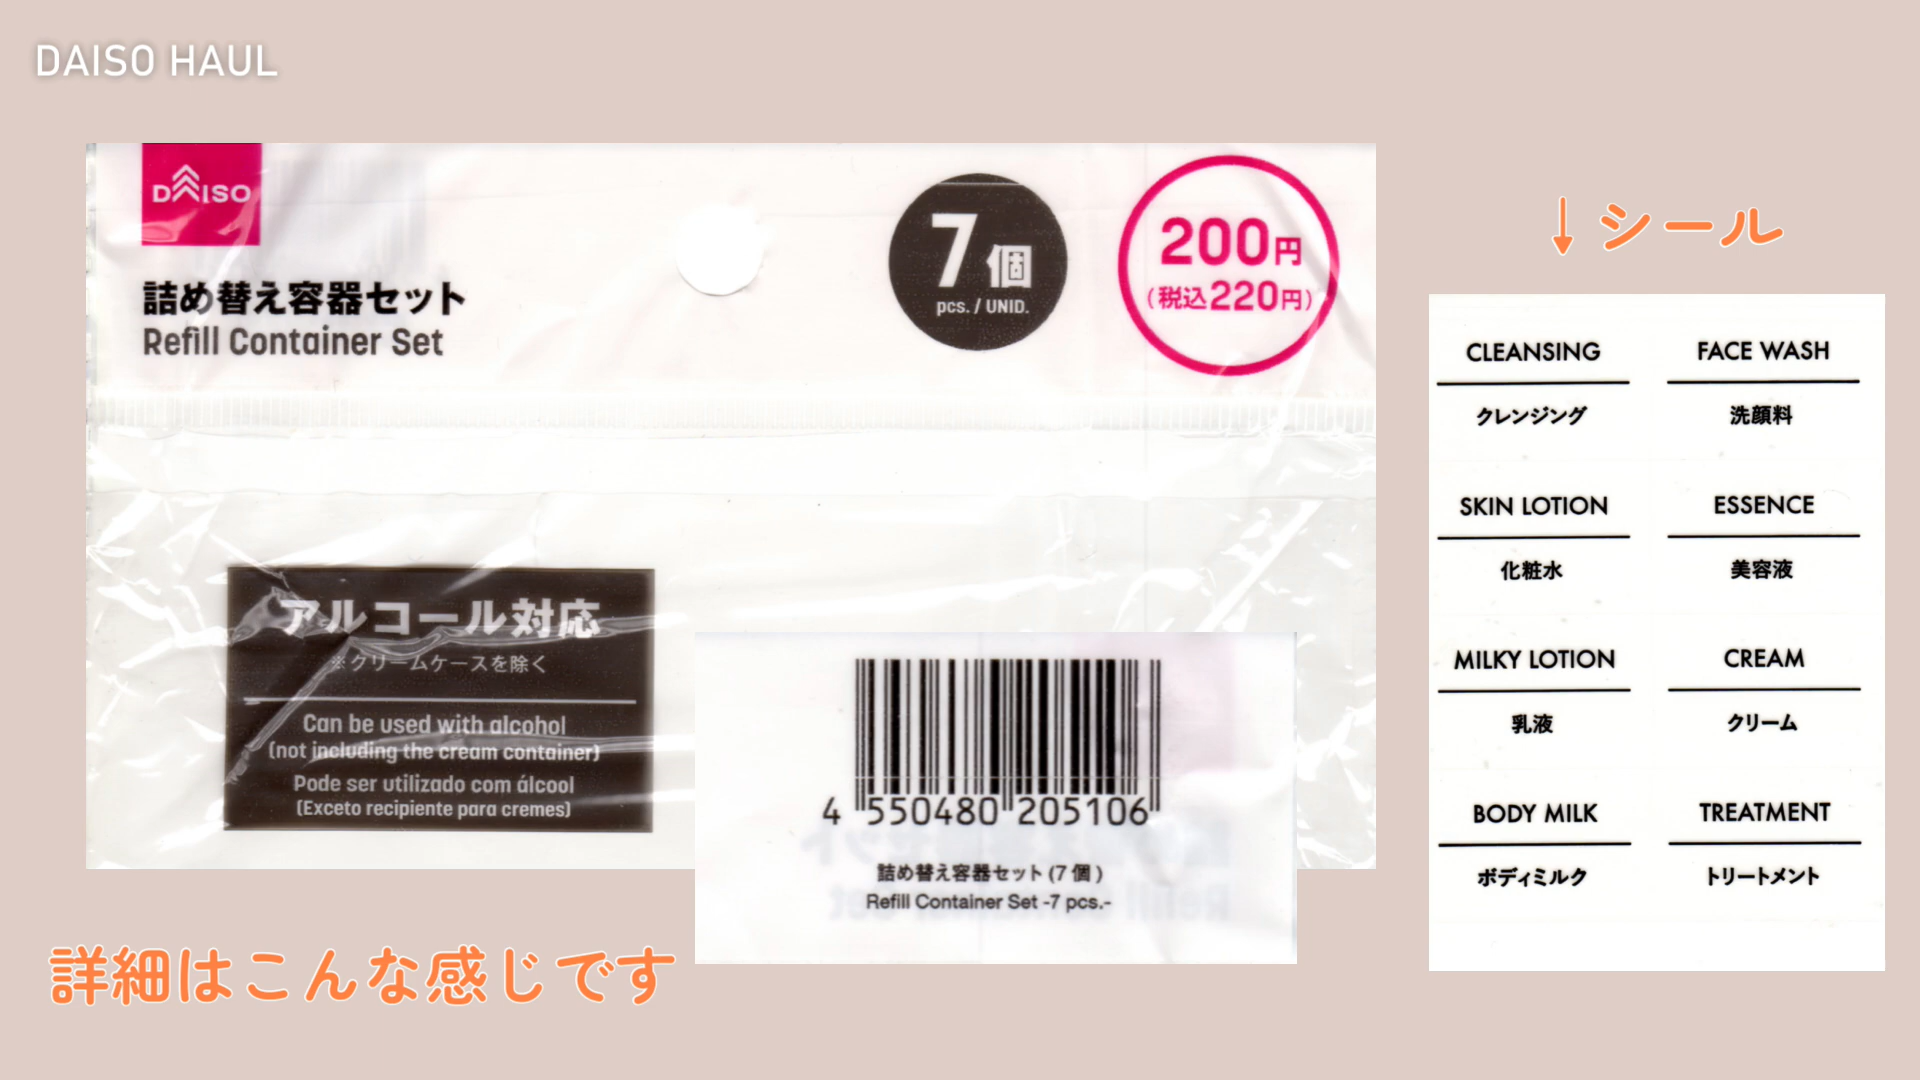 DAISO HAUL
DAISO
詰め替え容器セット
Refill Container Set
7個
pcs. / UNID.
200円
(税込220円)
アルコール対応
※クリームケースを除く
Can be used with alcohol
(not including the cream container)
Pode ser utilizado com álcool
(Exceto recipiente para cremes)
4 550480 205106
詰め替え容器セット(7個)
Refill Container Set -7 pcs.-
↓シール
CLEANSING
クレンジング
FACE WASH
洗顔料
SKIN LOTION
化粧水
ESSENCE
美容液
MILKY LOTION
乳液
CREAM
クリーム
BODY MILK
ボディミルク
TREATMENT
トリートメント
詳細はこんな感じです